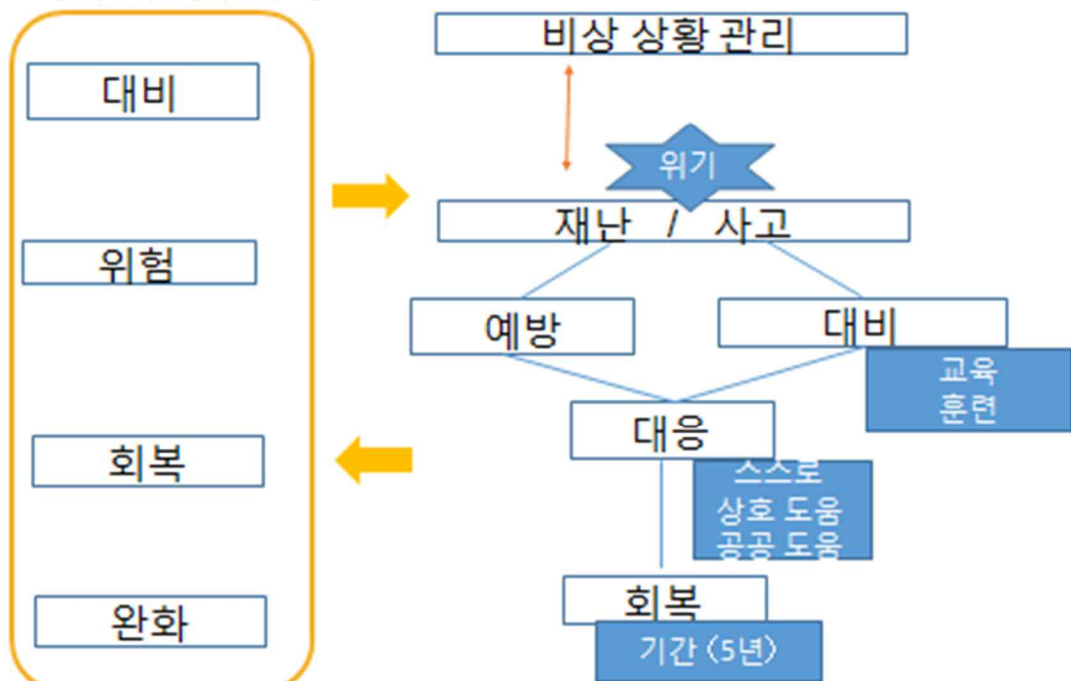 대비
위험
회복
완화
비상 상황 관리
위기
재난 / 사고
예방
대비
교육
훈련
대응
스스로
상호 도움
공공 도움
회복
기간 (5년)